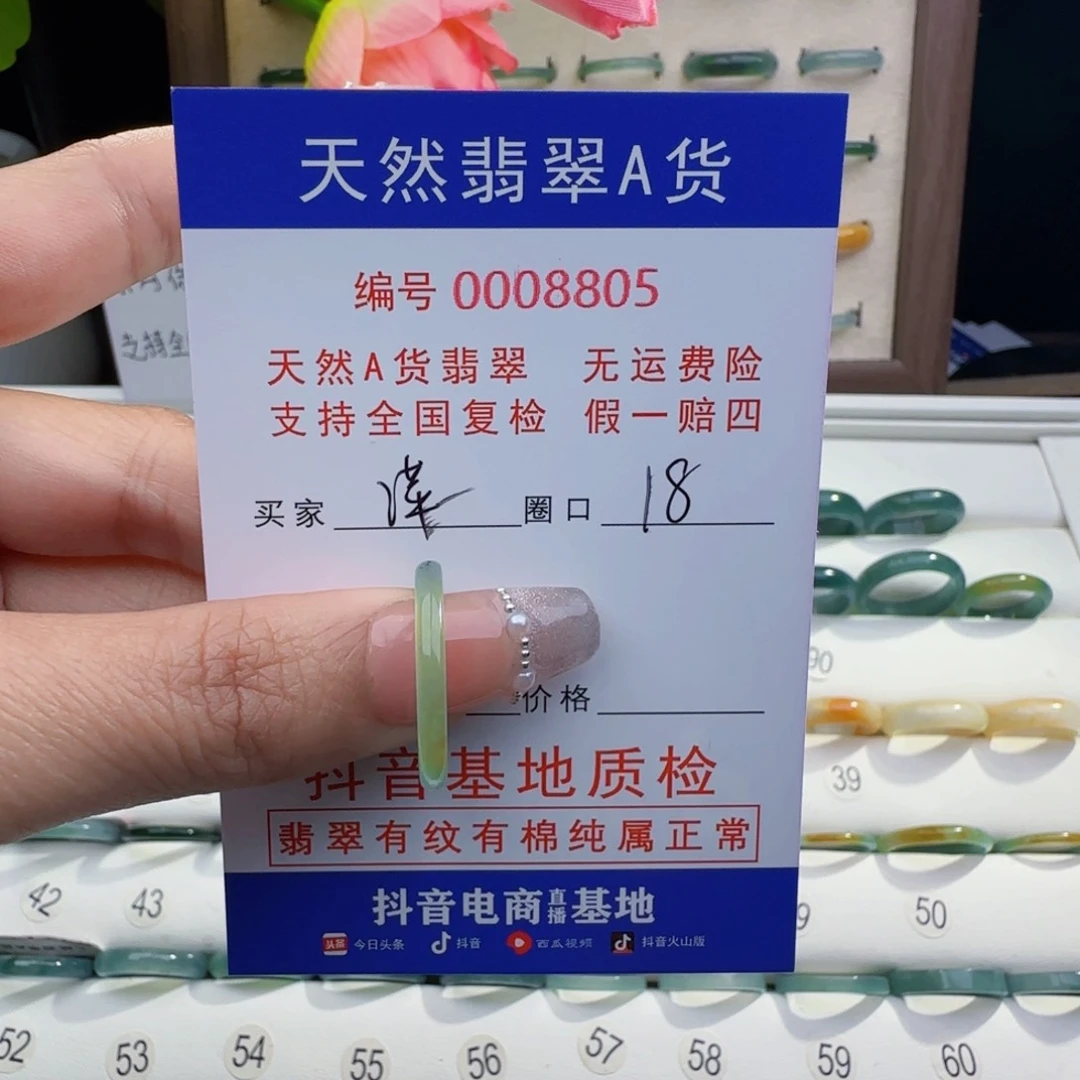 天然翡翠A货
编号 0008805
天然A货翡翠 无运费险
支持全国复检 假一赔四
买家 圈口 18
价格
抖音基地质检
翡翠有纹有棉纯属正常
抖音电商直播基地
头条 今日头条 抖音 西瓜视频 抖音火山版
90
39
42 43 50
52 53 54 55 56 57 58 59 60